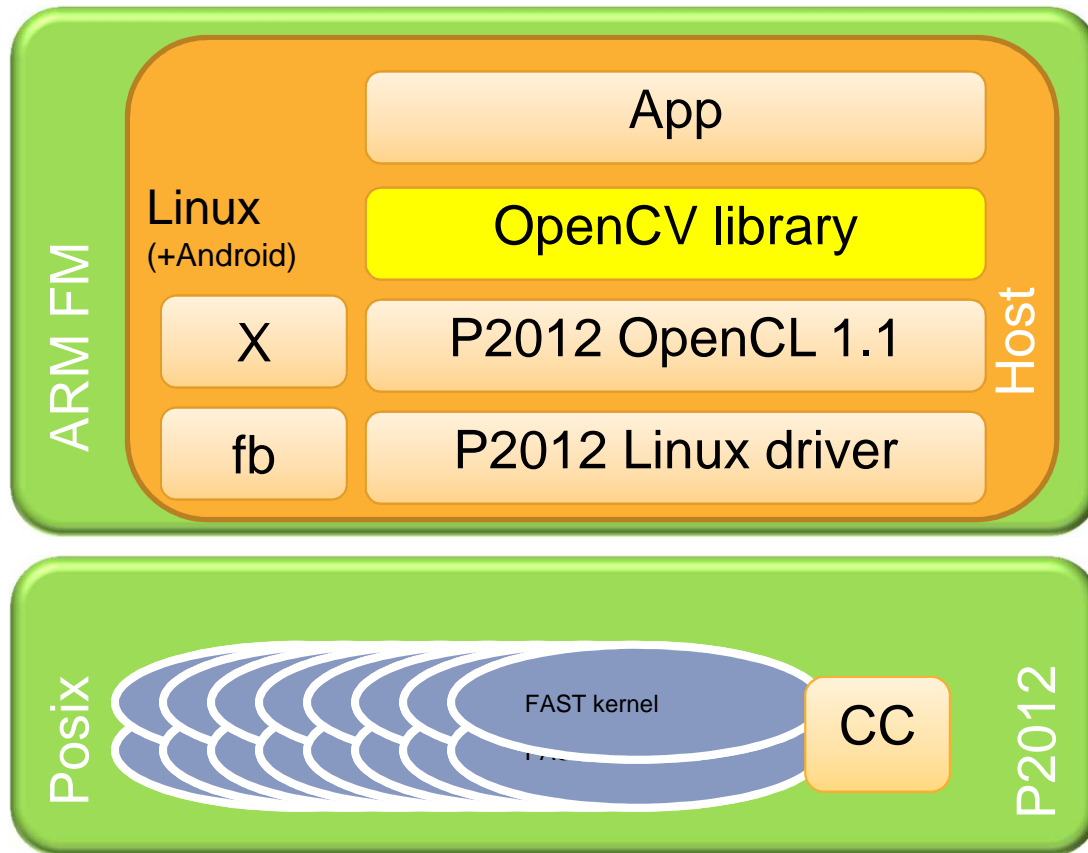 ARM FM
App
Linux
(+Android)
OpenCV library
X
P2012 OpenCL 1.1
Host
fb
P2012 Linux driver
Posix
FAST kernel
CC
P2012